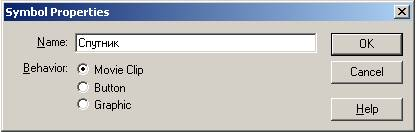 Symbol Properties
Name: Спутник OK
Behavior: Movie Clip Cancel
Button
Graphic Help